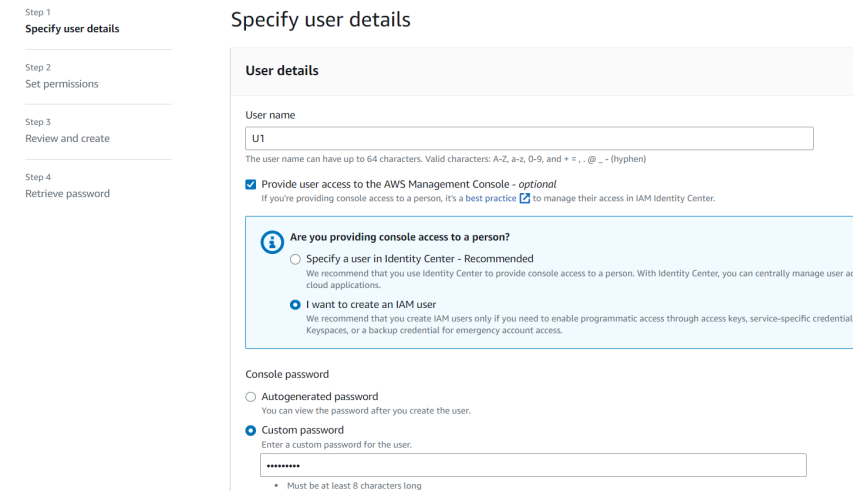 Step 1
Specify user details
Step 2
Set permissions
Step 3
Review and create
Step 4
Retrieve password
Specify user details
User details
User name
U1
The user name can have up to 64 characters. Valid characters: A-Z, a-z, 0-9, and + = , . @ _ - (hyphen)
Provide user access to the AWS Management Console - optional
If you're providing console access to a person, it's a best practice to manage their access in IAM Identity Center.
Are you providing console access to a person?
Specify a user in Identity Center - Recommended
We recommend that you use Identity Center to provide console access to a person. With Identity Center, you can centrally manage user
cloud applications.
I want to create an IAM user
We recommend that you create IAM users only if you need to enable programmatic access through access keys, service-specific credential
Keyspaces, or a backup credential for emergency account access.
Console password
Autogenerated password
You can view the password after you create the user.
Custom password
Enter a custom password for the user.
•••••••••
• Must be at least 8 characters long